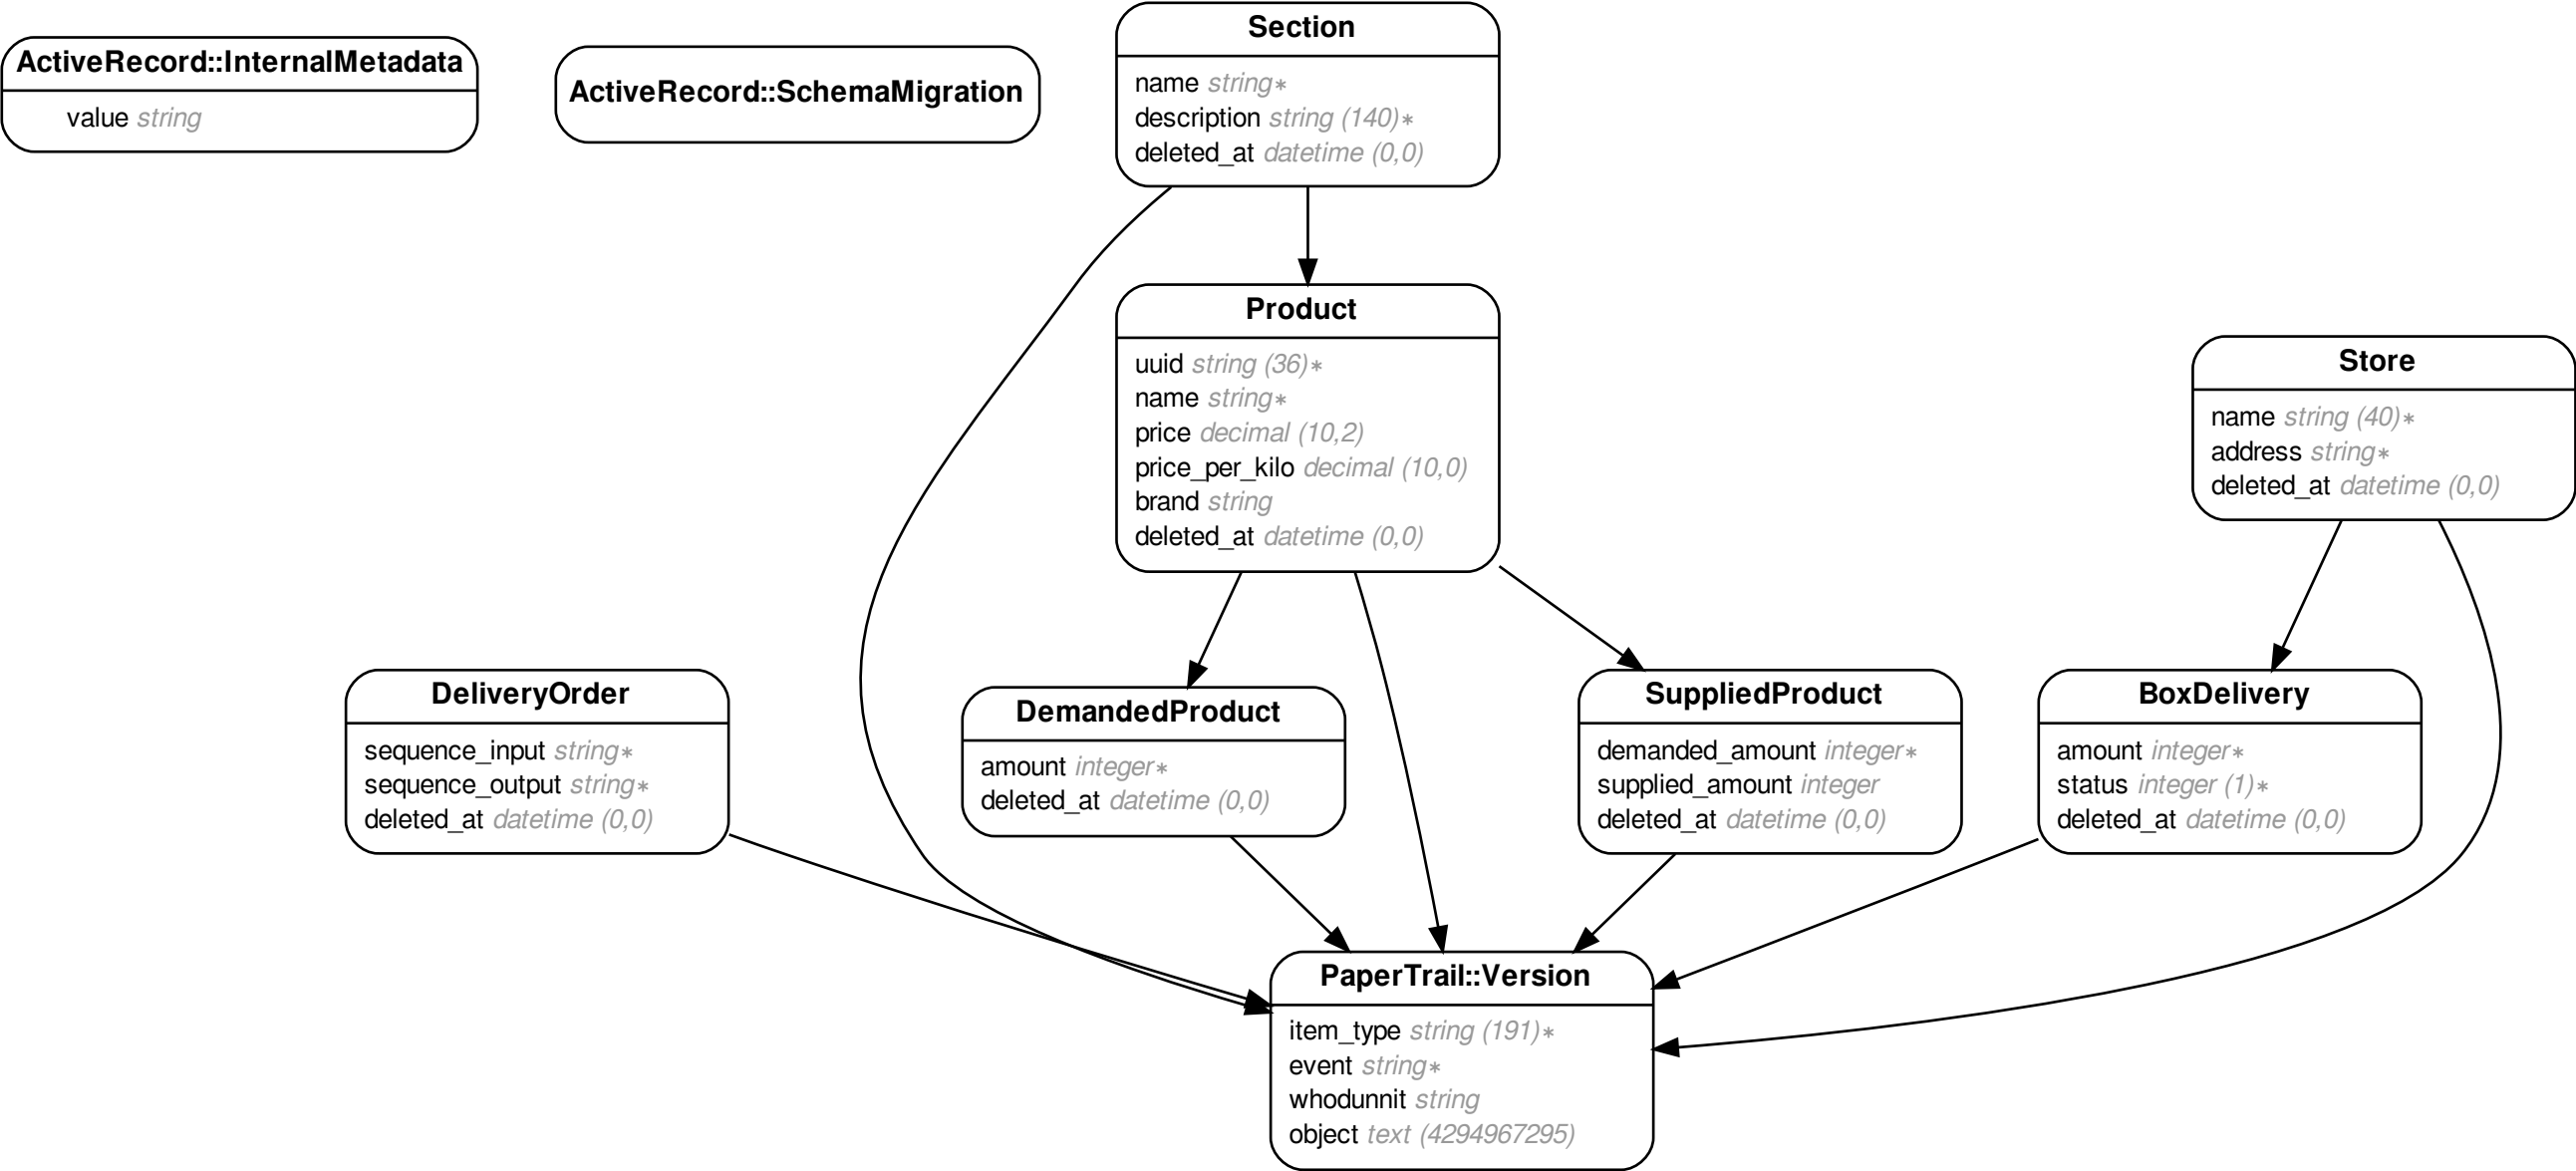 ActiveRecord::InternalMetadata
value string
ActiveRecord::SchemaMigration
Section
name string*
description string (140)*
deleted_at datetime (0,0)
Product
uuid string (36)*
name string*
price decimal (10,2)
price_per_kilo decimal (10,0)
brand string
deleted_at datetime (0,0)
Store
name string (40)*
address string*
deleted_at datetime (0,0)
DeliveryOrder
sequence_input string*
sequence_output string*
deleted_at datetime (0,0)
DemandedProduct
amount integer*
deleted_at datetime (0,0)
SuppliedProduct
demanded_amount integer*
supplied_amount integer
deleted_at datetime (0,0)
BoxDelivery
amount integer*
status integer (1)*
deleted_at datetime (0,0)
PaperTrail::Version
item_type string (191)*
event string*
whodunnit string
object text (4294967295)